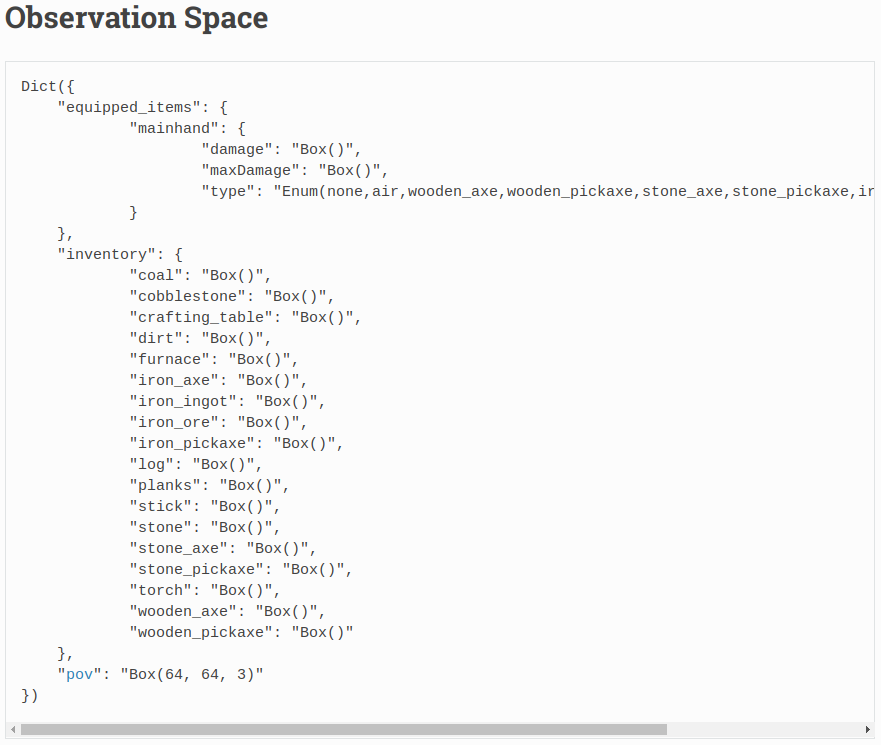 Observation Space
Dict({
    "equipped_items": {
            "mainhand": {
                    "damage": "Box()",
                    "maxDamage": "Box()",
                    "type": "Enum(none,air,wooden_axe,wooden_pickaxe,stone_axe,stone_pickaxe,ir
            }
    },
    "inventory": {
            "coal": "Box()",
            "cobblestone": "Box()",
            "crafting_table": "Box()",
            "dirt": "Box()",
            "furnace": "Box()",
            "iron_axe": "Box()",
            "iron_ingot": "Box()",
            "iron_ore": "Box()",
            "iron_pickaxe": "Box()",
            "log": "Box()",
            "planks": "Box()",
            "stick": "Box()",
            "stone": "Box()",
            "stone_axe": "Box()",
            "stone_pickaxe": "Box()",
            "torch": "Box()",
            "wooden_axe": "Box()",
            "wooden_pickaxe": "Box()"
    },
    "pov": "Box(64, 64, 3)"
})